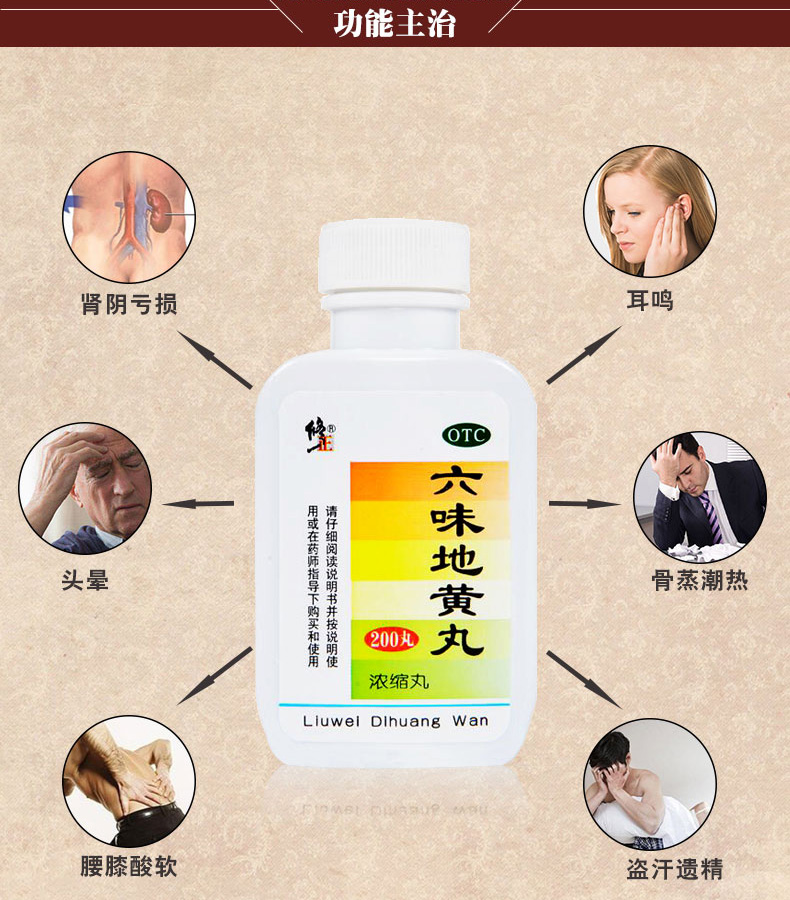 功能主治
肾阴亏损
耳鸣
头晕
骨蒸潮热
腰膝酸软
盗汗遗精
修正®
OTC
六味地黄丸
请仔细阅读说明书并按说明使
用或在药师指导下购买和使用
200丸
浓缩丸
Liuwei Dihuang Wan